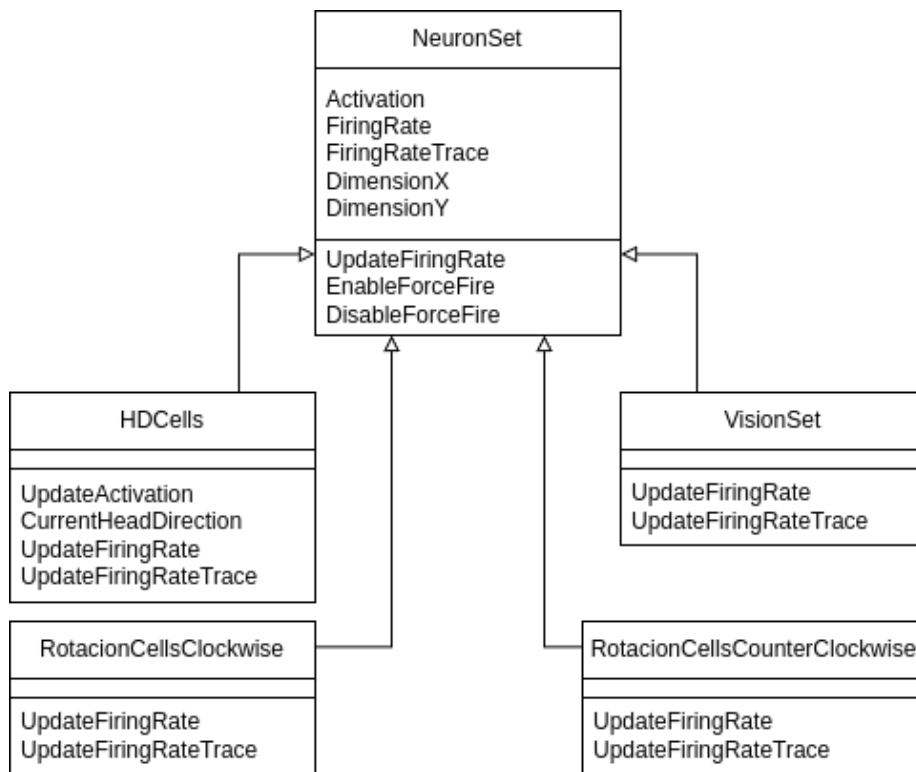 NeuronSet
Activation
FiringRate
FiringRateTrace
DimensionX
DimensionY
UpdateFiringRate
EnableForceFire
DisableForceFire
HDCells
UpdateActivation
CurrentHeadDirection
UpdateFiringRate
UpdateFiringRateTrace
VisionSet
UpdateFiringRate
UpdateFiringRateTrace
RotacionCellsClockwise
UpdateFiringRate
UpdateFiringRateTrace
RotacionCellsCounterClockwise
UpdateFiringRate
UpdateFiringRateTrace